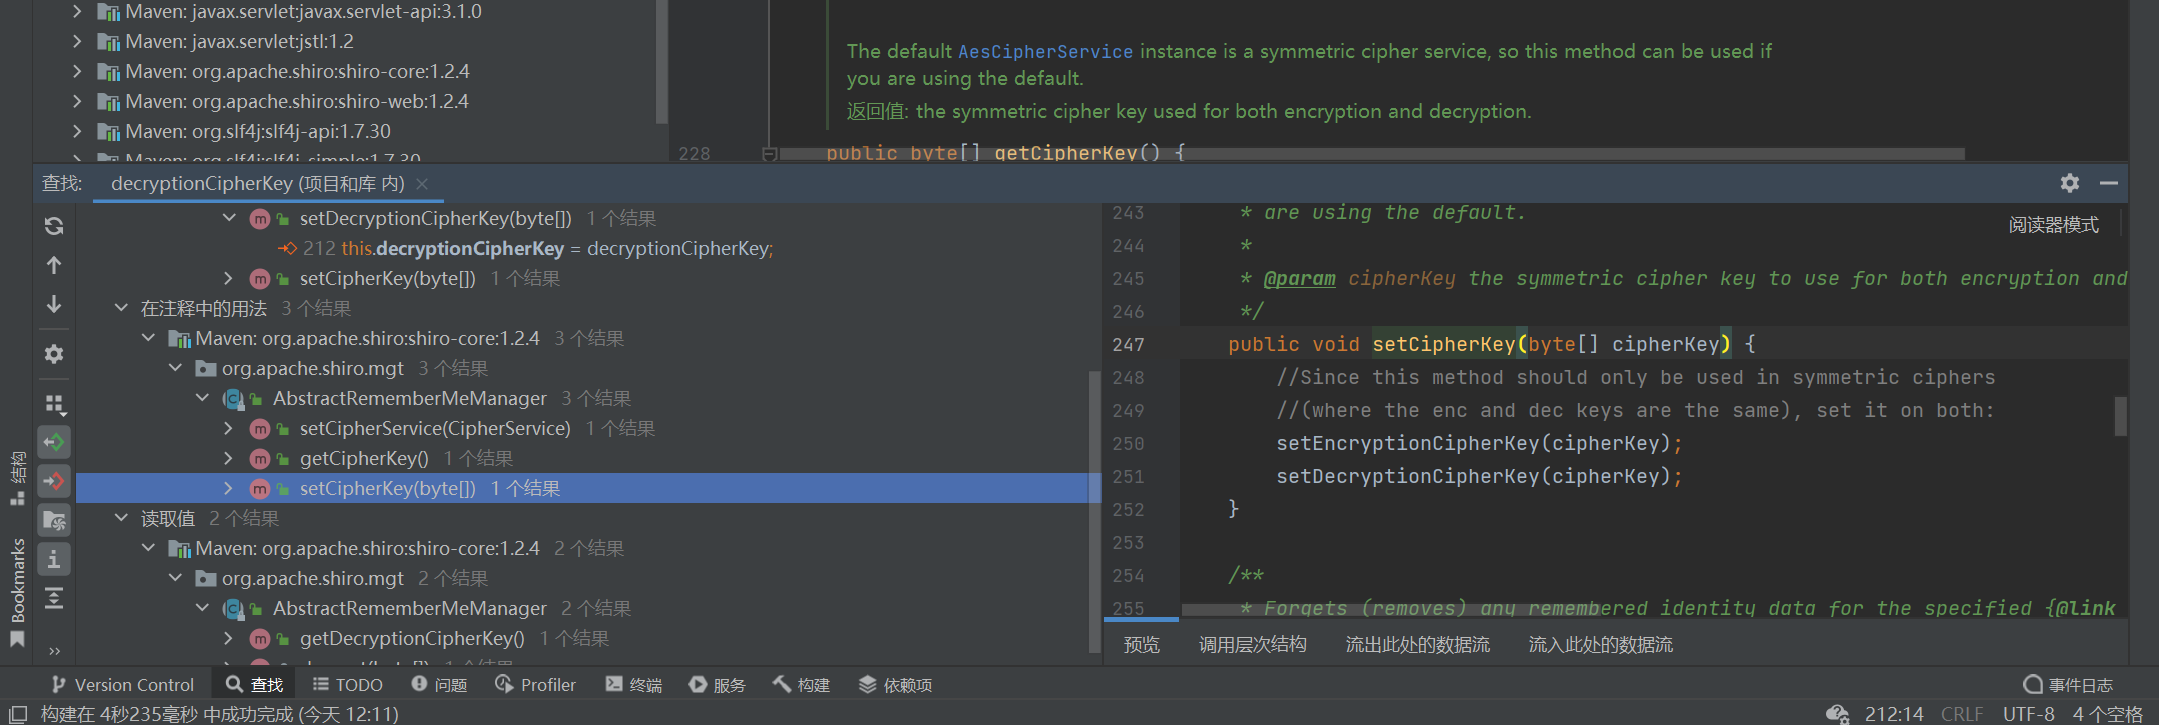 Maven: javax.servlet:javax.servlet-api:3.1.0
Maven: javax.servlet:jstl:1.2
Maven: org.apache.shiro:shiro-core:1.2.4
Maven: org.apache.shiro:shiro-web:1.2.4
Maven: org.slf4j:slf4j-api:1.7.30
Maven: org.slf4j:slf4j-simple:1.7.30
The default AesCipherService instance is a symmetric cipher service, so this method can be used if
you are using the default.
返回值: the symmetric cipher key used for both encryption and decryption.
228 public byte[] getCipherKey() {
查找: decryptionCipherKey (项目和库 内)
setDecryptionCipherKey(byte[]) 1 个结果
212 this.decryptionCipherKey = decryptionCipherKey;
setCipherKey(byte[]) 1 个结果
在注释中的用法 3 个结果
Maven: org.apache.shiro:shiro-core:1.2.4 3 个结果
org.apache.shiro.mgt 3 个结果
AbstractRememberMeManager 3 个结果
setCipherService(CipherService) 1 个结果
getCipherKey() 1 个结果
setCipherKey(byte[]) 1 个结果
读取值 2 个结果
Maven: org.apache.shiro:shiro-core:1.2.4 2 个结果
org.apache.shiro.mgt 2 个结果
AbstractRememberMeManager 2 个结果
getDecryptionCipherKey() 1 个结果
阅读器模式
243 * are using the default.
244 *
245 * @param cipherKey the symmetric cipher key to use for both encryption and
246 */
247 public void setCipherKey(byte[] cipherKey) {
248 //Since this method should only be used in symmetric ciphers
249 //(where the enc and dec keys are the same), set it on both:
250 setEncryptionCipherKey(cipherKey);
251 setDecryptionCipherKey(cipherKey);
252 }
253
254 /**
255 * Forgets (removes) any remembered identity data for the specified {@link
预览 调用层次结构 流出此处的数据流 流入此处的数据流
结构
Bookmarks
Version Control 查找 TODO 问题 Profiler 终端 服务 构建 依赖项 事件日志
构建在 4秒235毫秒 中成功完成 (今天 12:11) 212:14 CRLF UTF-8 4 个空格